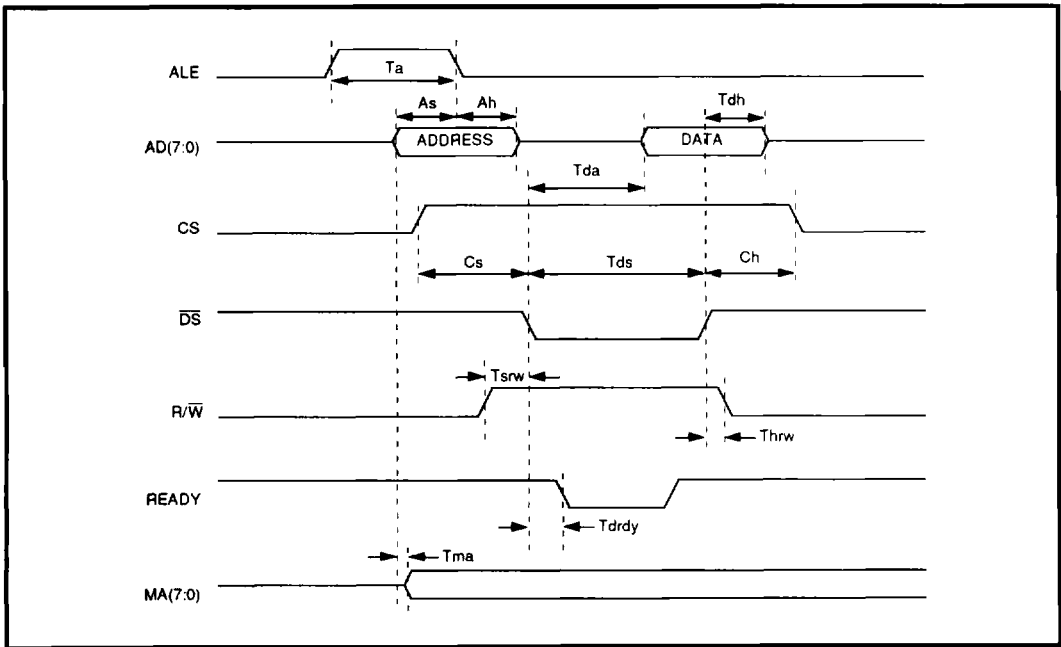 ALE
Ta
As
Ah
Tdh
AD(7:0)
ADDRESS
DATA
Tda
CS
Cs
Tds
Ch
D̅S̅
Tsrw
R/W̅
Thrw
READY
Tdrdy
Tma
MA(7:0)